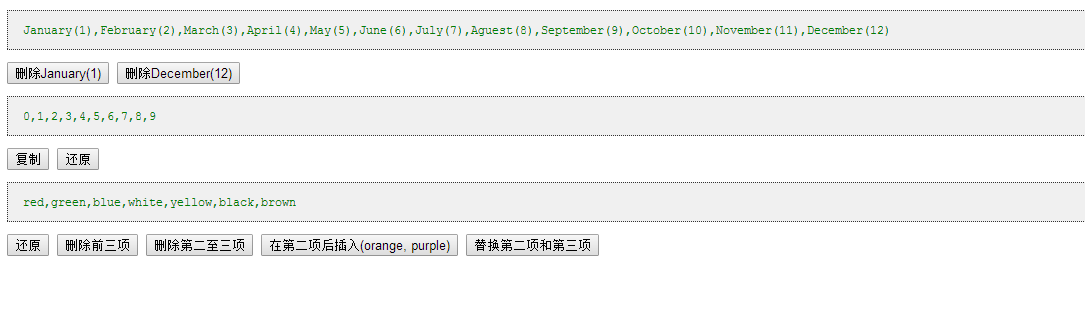 January(1),February(2),March(3),April(4),May(5),June(6),July(7),Aguest(8),September(9),October(10),November(11),December(12)
删除January(1) 删除December(12)
0,1,2,3,4,5,6,7,8,9
复制 还原
red,green,blue,white,yellow,black,brown
还原 删除前三项 删除第二至三项 在第二项后插入(orange, purple) 替换第二项和第三项